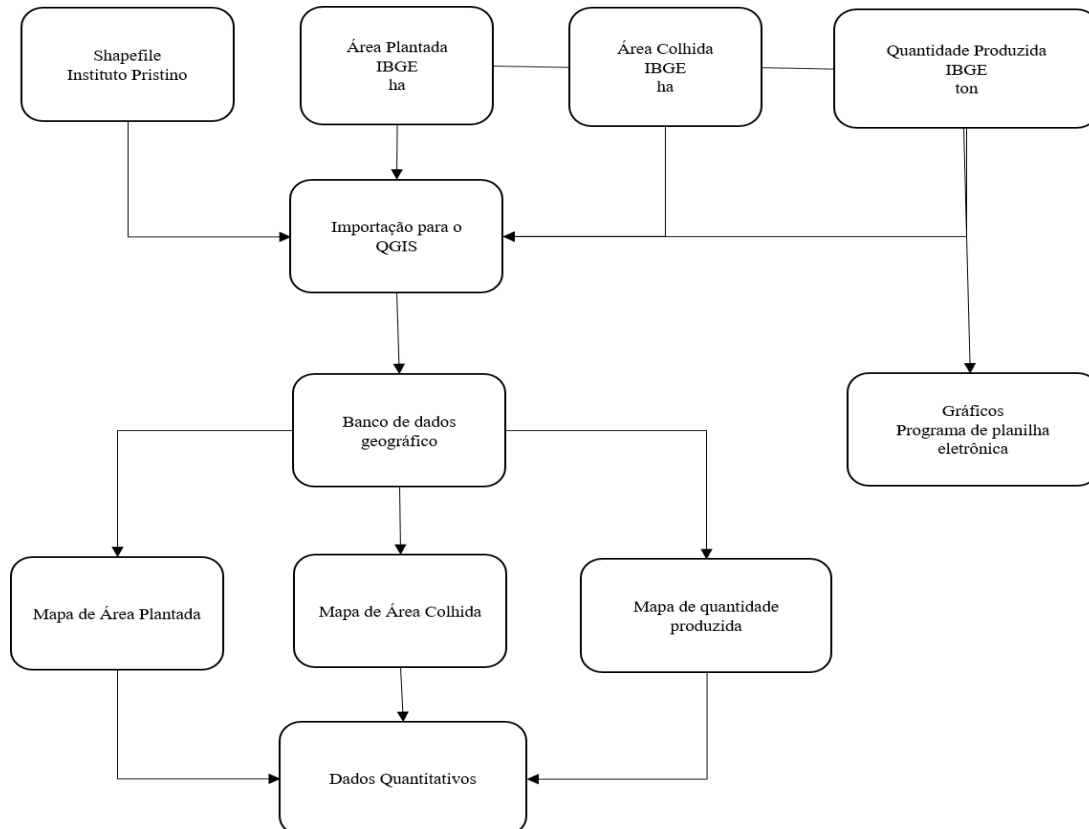 Shapefile
Instituto Pristino
Área Plantada
IBGE
ha
Área Colhida
IBGE
ha
Quantidade Produzida
IBGE
ton
Importação para o
QGIS
Banco de dados
geográfico
Gráficos
Programa de planilha
eletrônica
Mapa de Área Plantada
Mapa de Área Colhida
Mapa de quantidade
produzida
Dados Quantitativos